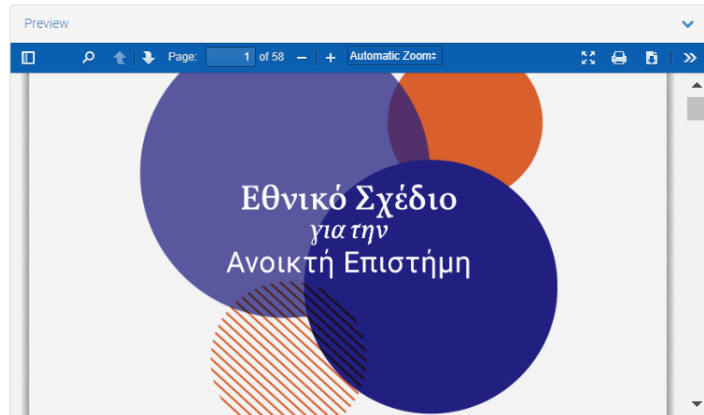 Preview
Page: 1 of 58 − + Automatic Zoom
Εθνικό Σχέδιο
για την
Ανοικτή Επιστήμη